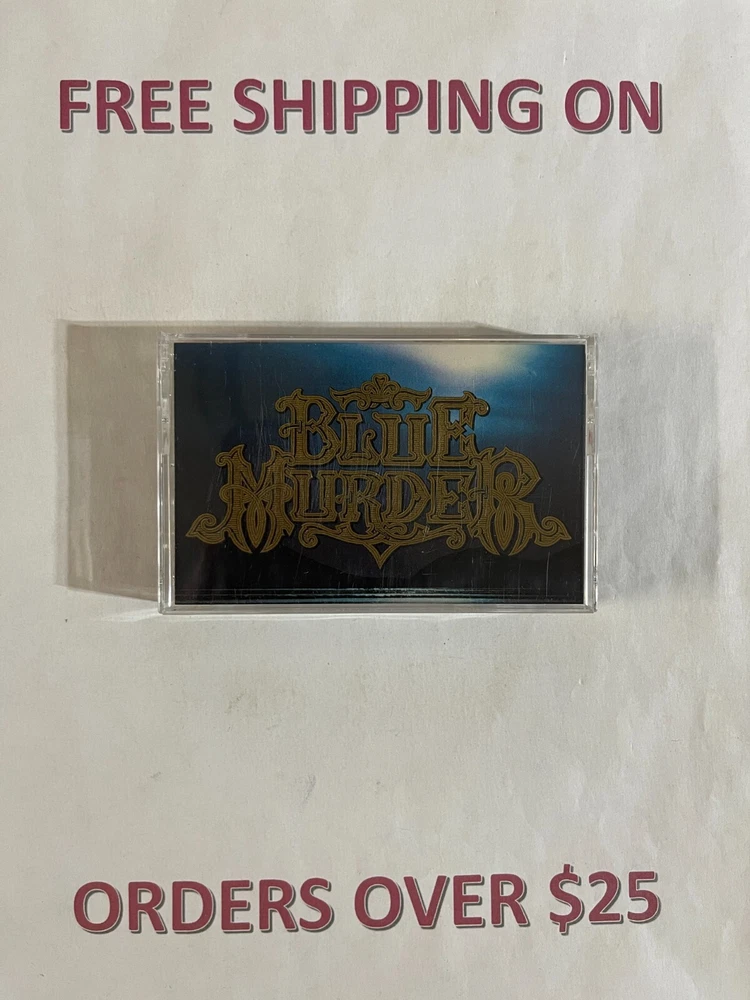 FREE SHIPPING ON
BLUE
MURDER
ORDERS OVER $25